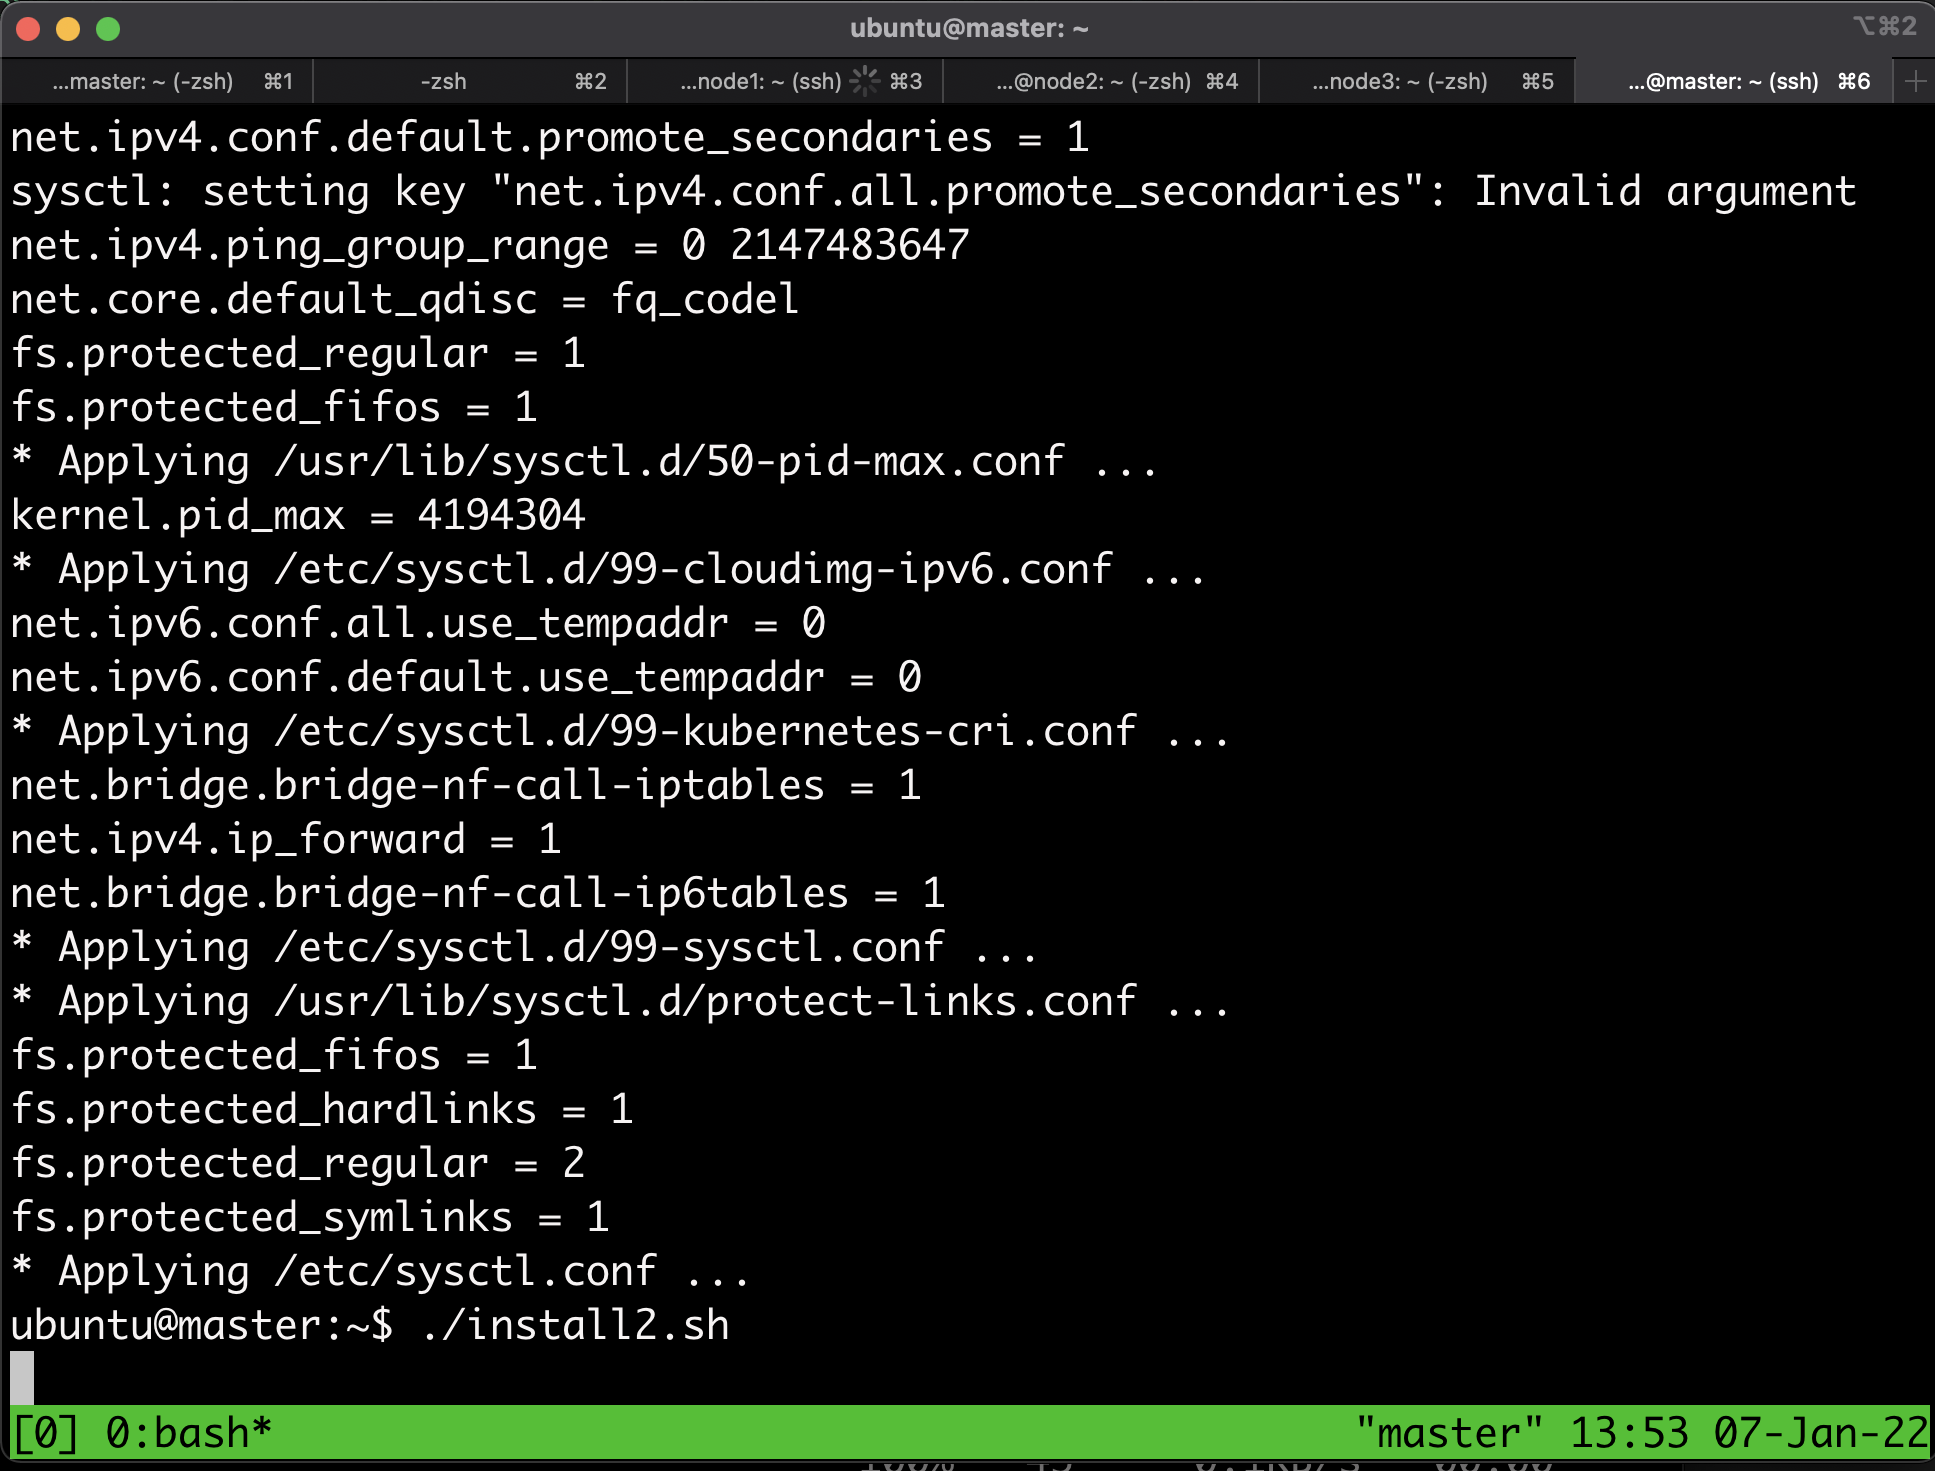 ubuntu@master: ~
⌥⌘2
...master: ~ (-zsh) ⌘1
-zsh ⌘2
...node1: ~ (ssh) ⌘3
...@node2: ~ (-zsh) ⌘4
...node3: ~ (-zsh) ⌘5
...@master: ~ (ssh) ⌘6
net.ipv4.conf.default.promote_secondaries = 1
sysctl: setting key "net.ipv4.conf.all.promote_secondaries": Invalid argument
net.ipv4.ping_group_range = 0 2147483647
net.core.default_qdisc = fq_codel
fs.protected_regular = 1
fs.protected_fifos = 1
* Applying /usr/lib/sysctl.d/50-pid-max.conf ...
kernel.pid_max = 4194304
* Applying /etc/sysctl.d/99-cloudimg-ipv6.conf ...
net.ipv6.conf.all.use_tempaddr = 0
net.ipv6.conf.default.use_tempaddr = 0
* Applying /etc/sysctl.d/99-kubernetes-cri.conf ...
net.bridge.bridge-nf-call-iptables = 1
net.ipv4.ip_forward = 1
net.bridge.bridge-nf-call-ip6tables = 1
* Applying /etc/sysctl.d/99-sysctl.conf ...
* Applying /usr/lib/sysctl.d/protect-links.conf ...
fs.protected_fifos = 1
fs.protected_hardlinks = 1
fs.protected_regular = 2
fs.protected_symlinks = 1
* Applying /etc/sysctl.conf ...
ubuntu@master:~$ ./install2.sh
[0] 0:bash* "master" 13:53 07-Jan-22